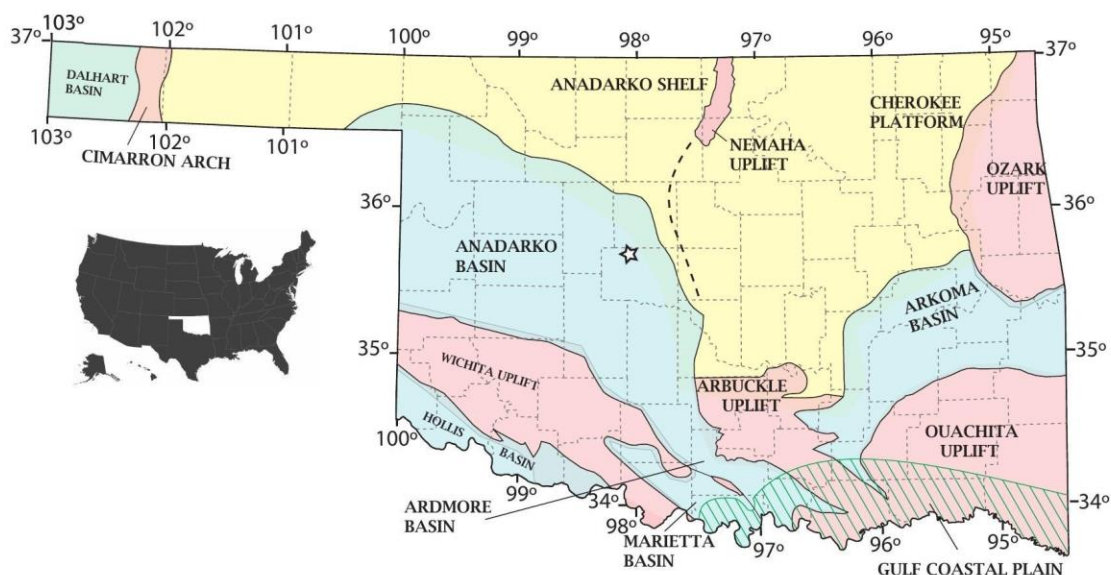 103°
102°
101°
100°
99°
98°
97°
96°
95°
37°
37°
DALHART
BASIN
ANADARKO SHELF
CHEROKEE
PLATFORM
103°
102°
101°
CIMARRON ARCH
NEMAHA
UPLIFT
OZARK
UPLIFT
36°
36°
ANADARKO
BASIN
ARKOMA
BASIN
35°
35°
WICHITA UPLIFT
ARBUCKLE
UPLIFT
HOLLIS
BASIN
100°
OUACHITA
UPLIFT
99°
ARDMORE
BASIN
34°
98°
34°
MARIETTA
BASIN
97°
96°
95°
GULF COASTAL PLAIN